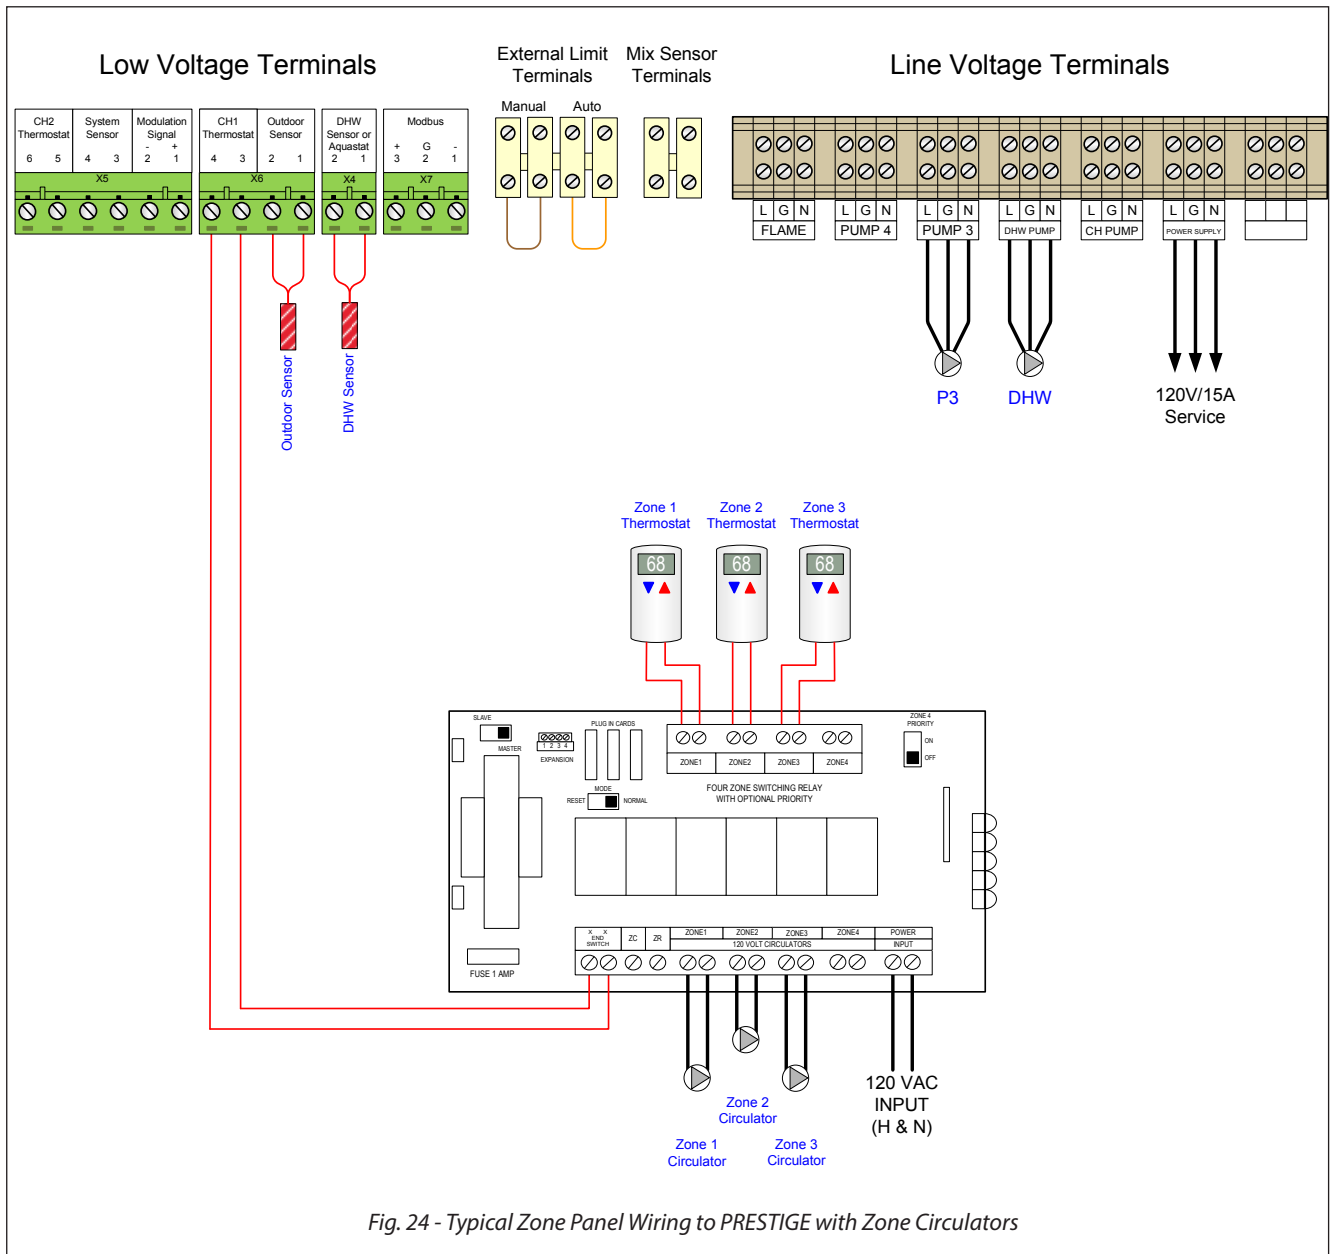 Low Voltage Terminals
External Limit
Terminals
Mix Sensor
Terminals
Line Voltage Terminals
Manual Auto
CH2
Thermostat
6 5
System
Sensor
4 3
Modulation
Signal
- +
2 1
X5
CH1
Thermostat
4 3
Outdoor
Sensor
2 1
X6
DHW
Sensor or
Aquastat
2 1
X4
Modbus
+ G -
3 2 1
X7
L G N
FLAME
L G N
PUMP 4
L G N
PUMP 3
L G N
DHW PUMP
L G N
CH PUMP
L G N
POWER SUPPLY
Outdoor Sensor
DHW Sensor
P3
DHW
120V/15A
Service
Zone 1
Thermostat
Zone 2
Thermostat
Zone 3
Thermostat
68
68
68
SLAVE
MASTER
1 2 3 4
EXPANSION
PLUG IN CARDS
MODE
RESET
NORMAL
ZONE1 ZONE2 ZONE3 ZONE4
FOUR ZONE SWITCHING RELAY
WITH OPTIONAL PRIORITY
ZONE 4
PRIORITY
ON
OFF
FUSE 1 AMP
X X
END
SWITCH
ZC
ZR
ZONE1 ZONE2 ZONE3 ZONE4
120 VOLT CIRCULATORS
POWER
INPUT
Zone 1
Circulator
Zone 2
Circulator
Zone 3
Circulator
120 VAC
INPUT
(H & N)
Fig. 24 - Typical Zone Panel Wiring to PRESTIGE with Zone Circulators